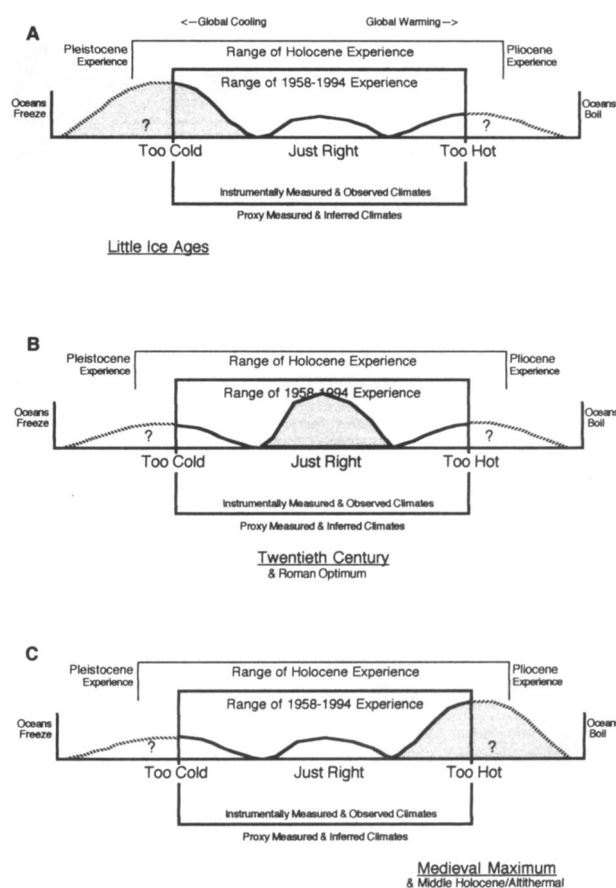 <--Global Cooling Global Warming-->
A
Pleistocene Experience
Range of Holocene Experience
Pliocene Experience
Range of 1958-1994 Experience
Oceans Freeze
Oceans Boil
?
?
Too Cold Just Right Too Hot
Instrumentally Measured & Observed Climates
Proxy Measured & Inferred Climates
Little Ice Ages
B
Pleistocene Experience
Range of Holocene Experience
Pliocene Experience
Range of 1958-1994 Experience
Oceans Freeze
Oceans Boil
?
?
Too Cold Just Right Too Hot
Instrumentally Measured & Observed Climates
Proxy Measured & Inferred Climates
Twentieth Century
& Roman Optimum
C
Pleistocene Experience
Range of Holocene Experience
Pliocene Experience
Range of 1958-1994 Experience
Oceans Freeze
Oceans Boil
?
?
Too Cold Just Right Too Hot
Instrumentally Measured & Observed Climates
Proxy Measured & Inferred Climates
Medieval Maximum
& Middle Holocene/Altithermal